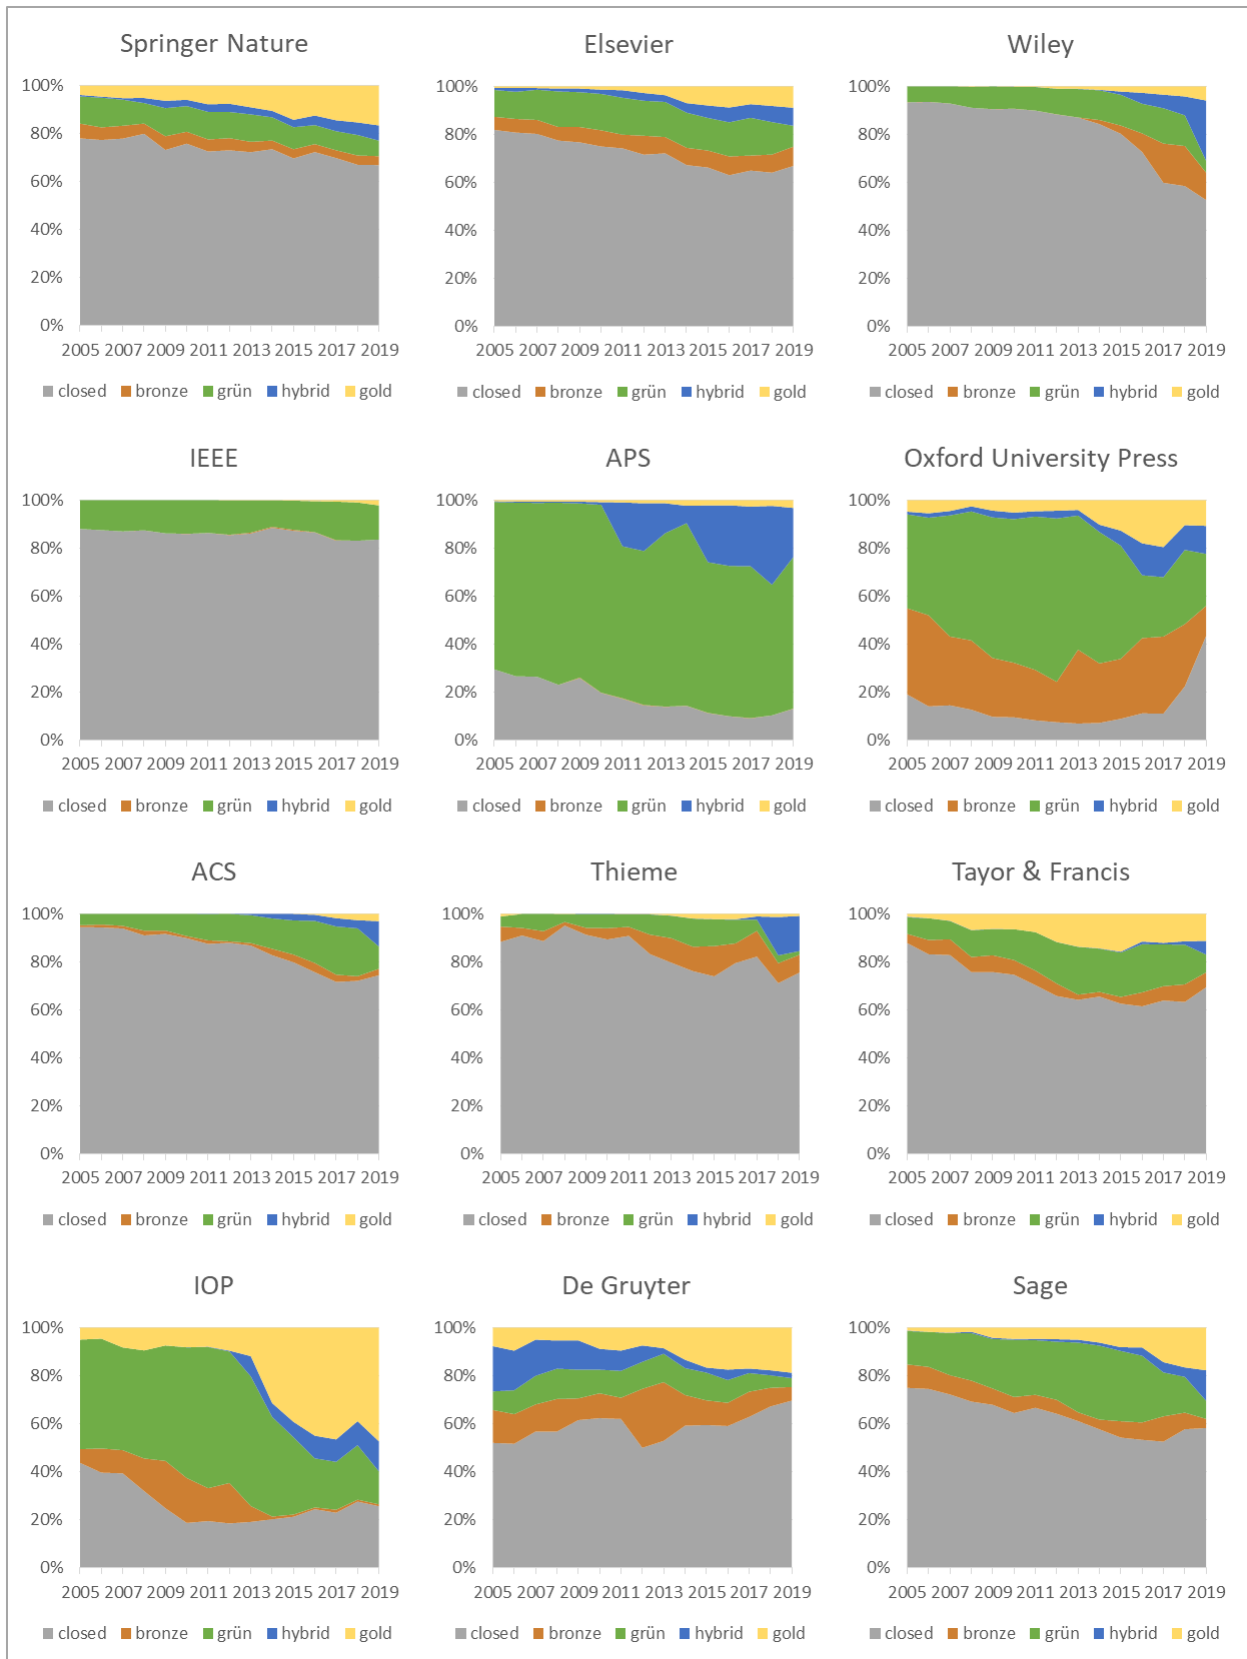 Springer Nature
100%
80%
60%
40%
20%
0%
2005 2007 2009 2011 2013 2015 2017 2019
closed bronze grün hybrid gold
Elsevier
100%
80%
60%
40%
20%
0%
2005 2007 2009 2011 2013 2015 2017 2019
closed bronze grün hybrid gold
Wiley
100%
80%
60%
40%
20%
0%
2005 2007 2009 2011 2013 2015 2017 2019
closed bronze grün hybrid gold
IEEE
100%
80%
60%
40%
20%
0%
2005 2007 2009 2011 2013 2015 2017 2019
closed bronze grün hybrid gold
APS
100%
80%
60%
40%
20%
0%
2005 2007 2009 2011 2013 2015 2017 2019
closed bronze grün hybrid gold
Oxford University Press
100%
80%
60%
40%
20%
0%
2005 2007 2009 2011 2013 2015 2017 2019
closed bronze grün hybrid gold
ACS
100%
80%
60%
40%
20%
0%
2005 2007 2009 2011 2013 2015 2017 2019
closed bronze grün hybrid gold
Thieme
100%
80%
60%
40%
20%
0%
2005 2007 2009 2011 2013 2015 2017 2019
closed bronze grün hybrid gold
Tayor & Francis
100%
80%
60%
40%
20%
0%
2005 2007 2009 2011 2013 2015 2017 2019
closed bronze grün hybrid gold
IOP
100%
80%
60%
40%
20%
0%
2005 2007 2009 2011 2013 2015 2017 2019
closed bronze grün hybrid gold
De Gruyter
100%
80%
60%
40%
20%
0%
2005 2007 2009 2011 2013 2015 2017 2019
closed bronze grün hybrid gold
Sage
100%
80%
60%
40%
20%
0%
2005 2007 2009 2011 2013 2015 2017 2019
closed bronze grün hybrid gold